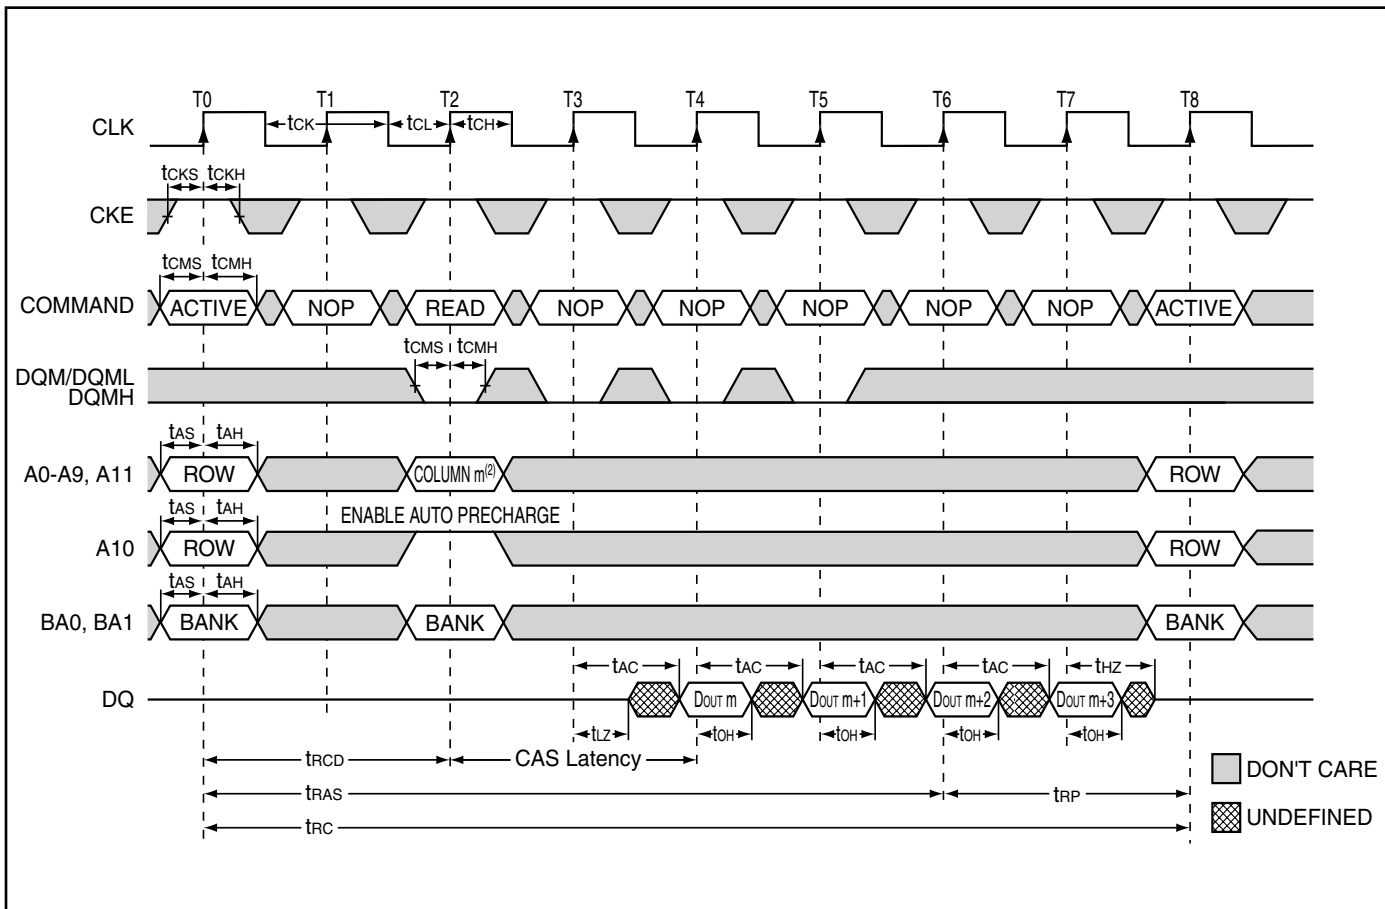 T0 T1 T2 T3 T4 T5 T6 T7 T8
CLK tCK tCL tCH
tCKS tCKH
CKE
tCMS tCMH
COMMAND ACTIVE NOP READ NOP NOP NOP NOP NOP ACTIVE
tCMS tCMH
DQM/DQML
DQMH
tAS tAH
A0-A9, A11 ROW COLUMN m(2) ROW
tAS tAH ENABLE AUTO PRECHARGE
A10 ROW ROW
tAS tAH
BA0, BA1 BANK BANK BANK
tAC tAC tAC tAC tHZ
DQ DOUT m DOUT m+1 DOUT m+2 DOUT m+3
tLZ tOH tOH tOH tOH
tRCD CAS Latency
DON'T CARE
tRAS tRP
UNDEFINED
tRC